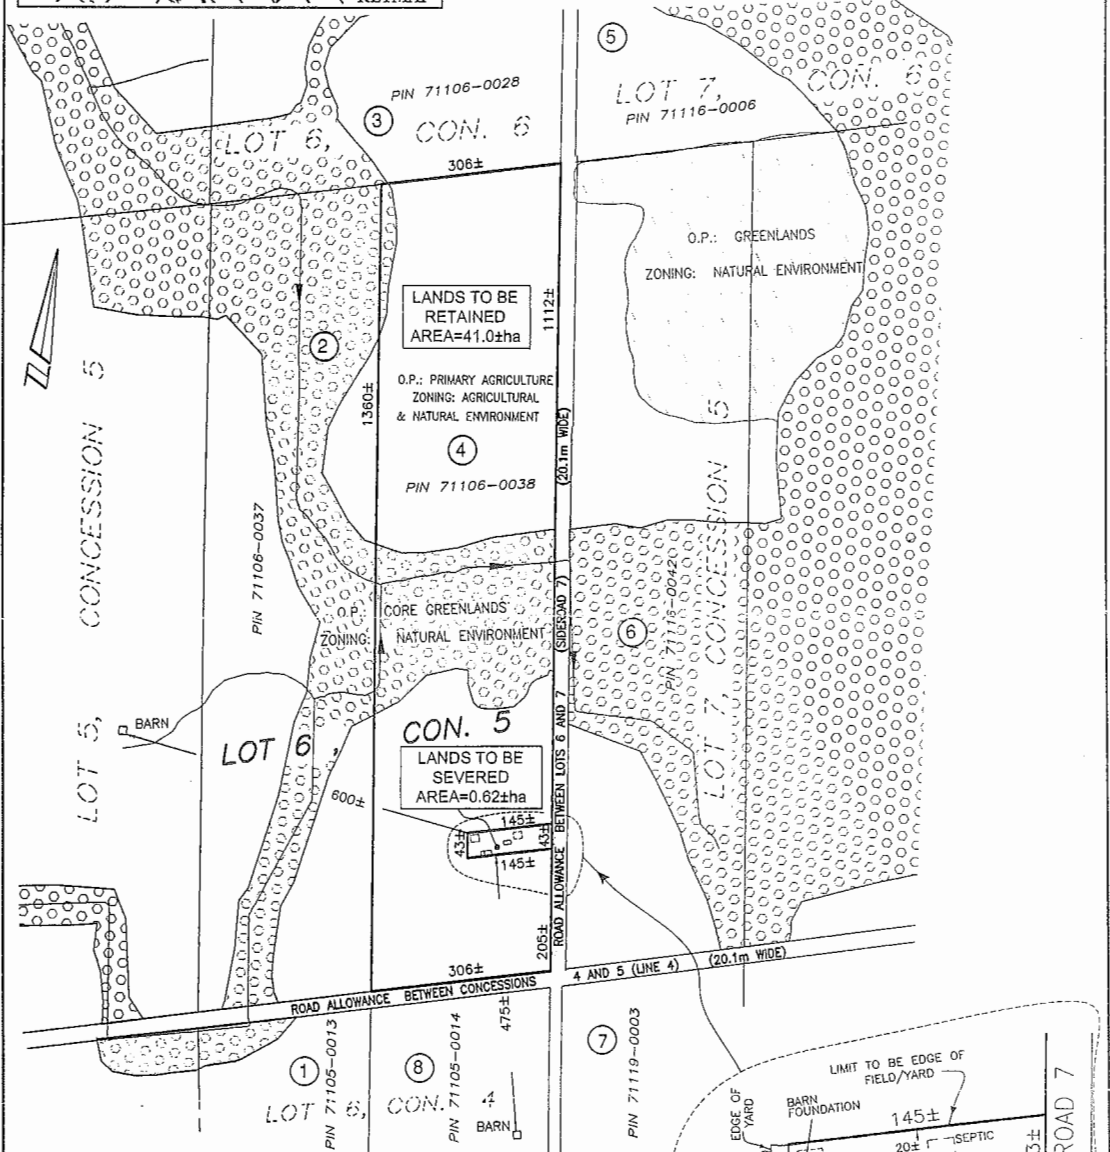 KEYMAP
5
LOT 7, CON. 6
PIN 71116-0006
PIN 71106-0028
3
LOT 6, CON. 6
306±
O.P.: GREENLANDS
ZONING: NATURAL ENVIRONMENT
LANDS TO BE
RETAINED
AREA=41.0±ha
1112±
2
1360±
O.P.: PRIMARY AGRICULTURE
ZONING: AGRICULTURAL
& NATURAL ENVIRONMENT
4
PIN 71106-0038
(20.1m WIDE)
LOT 5, CONCESSION 5
PIN 71106-0037
LOT 7, CONCESSION 5
PIN 71116-0042
O.P.: CORE GREENLANDS
ZONING: NATURAL ENVIRONMENT
(SIDEROAD 7)
6
BARN
LOT 6, CON. 5
LANDS TO BE
SEVERED
AREA=0.62±ha
600±
145±
43±
43±
145±
ROAD ALLOWANCE BETWEEN LOTS 6 AND 7
205±
306±
ROAD ALLOWANCE BETWEEN CONCESSIONS 4 AND 5 (LINE 4) (20.1m WIDE)
475±
1
PIN 71105-0013
8
PIN 71105-0014
7
PIN 71119-0003
LOT 6, CON. 4
BARN
LIMIT TO BE EDGE OF
FIELD/YARD
EDGE OF
YARD
BARN
FOUNDATION
145±
20±
SEPTIC
3±
ROAD 7